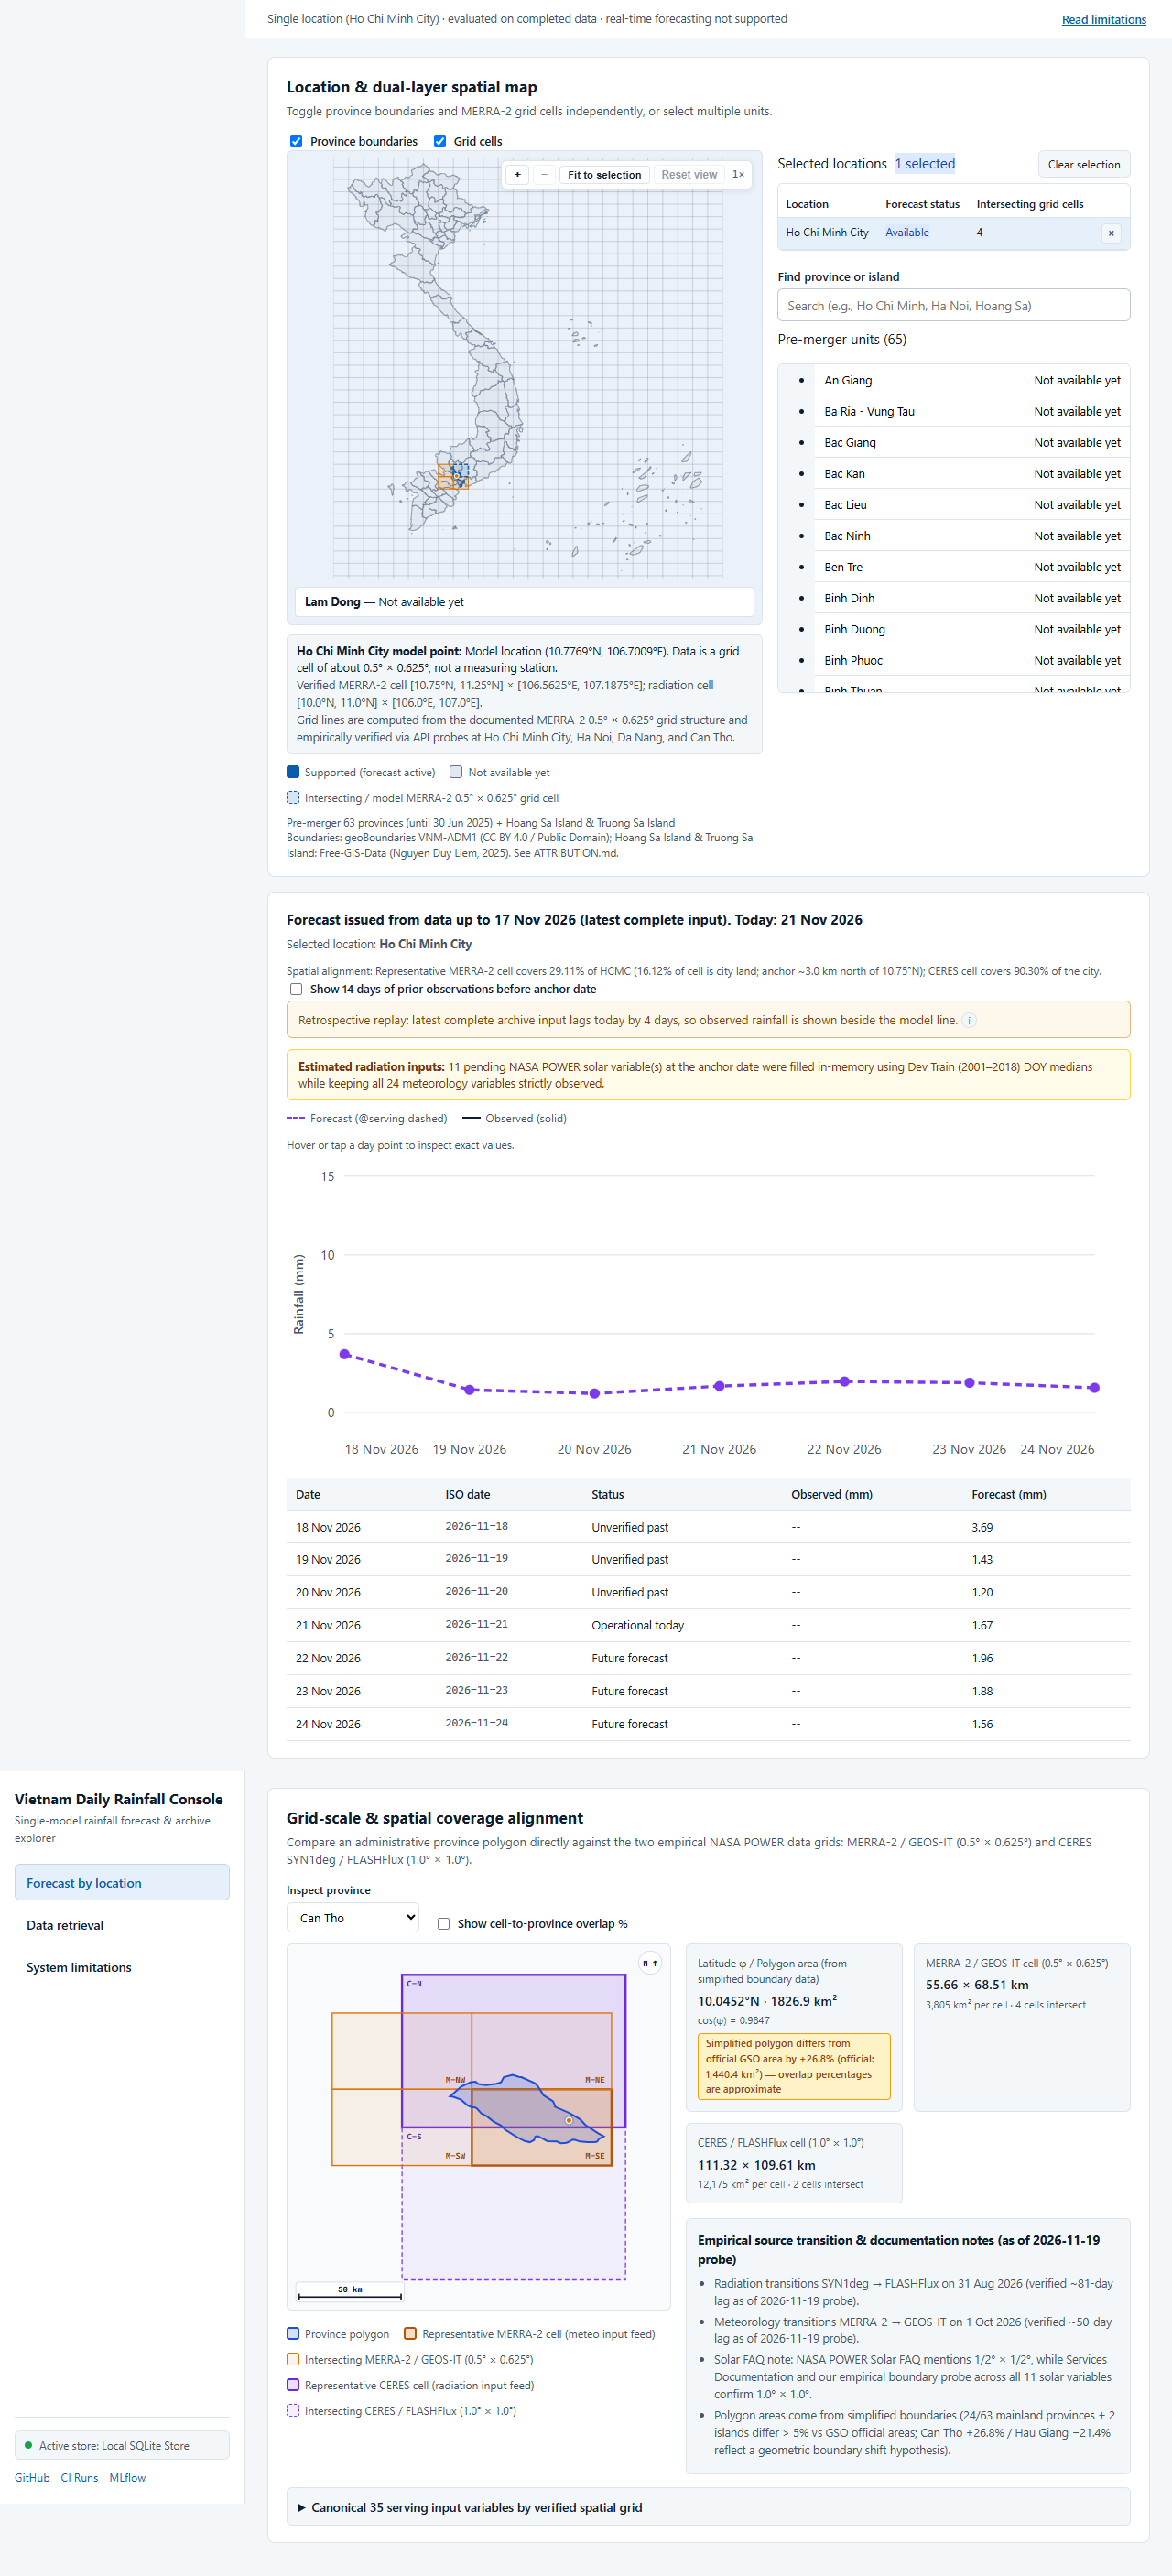 Single location (Ho Chi Minh City) · evaluated on completed data · real-time forecasting not supported
Read limitations
Location & dual-layer spatial map
Toggle province boundaries and MERRA-2 grid cells independently, or select multiple units.
Province boundaries
Grid cells
+
−
Fit to selection
Reset view
1×
Lam Dong — Not available yet
Ho Chi Minh City model point: Model location (10.7769°N, 106.7009°E). Data is a grid
cell of about 0.5° × 0.625°, not a measuring station.
Verified MERRA-2 cell [10.75°N, 11.25°N] × [106.5625°E, 107.1875°E]; radiation cell
[10.0°N, 11.0°N] × [106.0°E, 107.0°E].
Grid lines are computed from the documented MERRA-2 0.5° × 0.625° grid structure and
empirically verified via API probes at Ho Chi Minh City, Ha Noi, Da Nang, and Can Tho.
Supported (forecast active)
Not available yet
Intersecting / model MERRA-2 0.5° × 0.625° grid cell
Pre-merger 63 provinces (until 30 Jun 2025) + Hoang Sa Island & Truong Sa Island
Boundaries: geoBoundaries VNM-ADM1 (CC BY 4.0 / Public Domain); Hoang Sa Island & Truong Sa
Island: Free-GIS-Data (Nguyen Duy Liem, 2025). See ATTRIBUTION.md.
Selected locations 1 selected
Clear selection
Location Forecast status Intersecting grid cells
Ho Chi Minh City Available 4 ×
Find province or island
Search (e.g., Ho Chi Minh, Ha Noi, Hoang Sa)
Pre-merger units (65)
An Giang Not available yet
Ba Ria - Vung Tau Not available yet
Bac Giang Not available yet
Bac Kan Not available yet
Bac Lieu Not available yet
Bac Ninh Not available yet
Ben Tre Not available yet
Binh Dinh Not available yet
Binh Duong Not available yet
Binh Phuoc Not available yet
Binh Thuan Not available yet
Forecast issued from data up to 17 Nov 2026 (latest complete input). Today: 21 Nov 2026
Selected location: Ho Chi Minh City
Spatial alignment: Representative MERRA-2 cell covers 29.11% of HCMC (16.12% of cell is city land; anchor ~3.0 km north of 10.75°N); CERES cell covers 90.30% of the city.
Show 14 days of prior observations before anchor date
Retrospective replay: latest complete archive input lags today by 4 days, so observed rainfall is shown beside the model line. i
Estimated radiation inputs: 11 pending NASA POWER solar variable(s) at the anchor date were filled in-memory using Dev Train (2001–2018) DOY medians
while keeping all 24 meteorology variables strictly observed.
Forecast (@serving dashed)
Observed (solid)
Hover or tap a day point to inspect exact values.
15
10
5
0
Rainfall (mm)
18 Nov 2026 19 Nov 2026 20 Nov 2026 21 Nov 2026 22 Nov 2026 23 Nov 2026 24 Nov 2026
Date ISO date Status Observed (mm) Forecast (mm)
18 Nov 2026 2026-11-18 Unverified past -- 3.69
19 Nov 2026 2026-11-19 Unverified past -- 1.43
20 Nov 2026 2026-11-20 Unverified past -- 1.20
21 Nov 2026 2026-11-21 Operational today -- 1.67
22 Nov 2026 2026-11-22 Future forecast -- 1.96
23 Nov 2026 2026-11-23 Future forecast -- 1.88
24 Nov 2026 2026-11-24 Future forecast -- 1.56
Vietnam Daily Rainfall Console
Single-model rainfall forecast & archive
explorer
Forecast by location
Data retrieval
System limitations
Active store: Local SQLite Store
GitHub CI Runs MLflow
Grid-scale & spatial coverage alignment
Compare an administrative province polygon directly against the two empirical NASA POWER data grids: MERRA-2 / GEOS-IT (0.5° × 0.625°) and CERES
SYN1deg / FLASHFlux (1.0° × 1.0°).
Inspect province
Can Tho
Show cell-to-province overlap %
N ↑
C-N
M-NW
M-NE
C-S
M-SW
M-SE
50 km
Province polygon
Representative MERRA-2 cell (meteo input feed)
Intersecting MERRA-2 / GEOS-IT (0.5° × 0.625°)
Representative CERES cell (radiation input feed)
Intersecting CERES / FLASHFlux (1.0° × 1.0°)
Latitude φ / Polygon area (from
simplified boundary data)
10.0452°N · 1826.9 km²
cos(φ) = 0.9847
Simplified polygon differs from
official GSO area by +26.8% (official:
1,440.4 km²) — overlap percentages
are approximate
MERRA-2 / GEOS-IT cell (0.5° × 0.625°)
55.66 × 68.51 km
3,805 km² per cell · 4 cells intersect
CERES / FLASHFlux cell (1.0° × 1.0°)
111.32 × 109.61 km
12,175 km² per cell · 2 cells intersect
Empirical source transition & documentation notes (as of 2026-11-19
probe)
Radiation transitions SYN1deg → FLASHFlux on 31 Aug 2026 (verified ~81-day
lag as of 2026-11-19 probe).
Meteorology transitions MERRA-2 → GEOS-IT on 1 Oct 2026 (verified ~50-day
lag as of 2026-11-19 probe).
Solar FAQ note: NASA POWER Solar FAQ mentions 1/2° × 1/2°, while Services
Documentation and our empirical boundary probe across all 11 solar variables
confirm 1.0° × 1.0°.
Polygon areas come from simplified boundaries (24/63 mainland provinces + 2
islands differ > 5% vs GSO official areas; Can Tho +26.8% / Hau Giang −21.4%
reflect a geometric boundary shift hypothesis).
Canonical 35 serving input variables by verified spatial grid